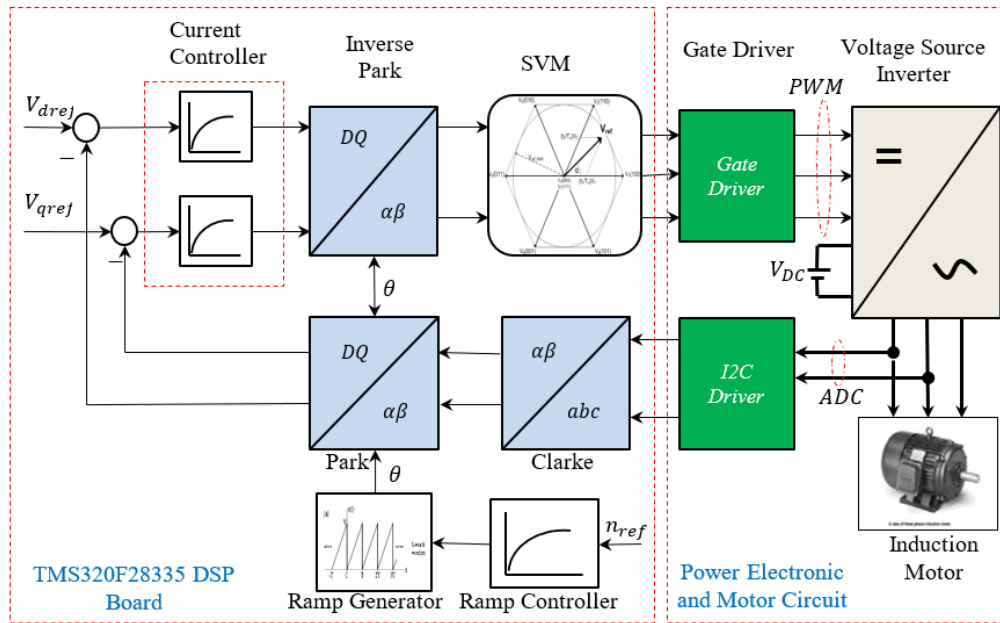 Current
Controller
Inverse
Park
SVM
Gate Driver
Voltage Source
Inverter
PWM
V_dref
V_qref
−
−
DQ
αβ
V_ref
α
Gate
Driver
=
V_DC
θ
DQ
αβ
Park
αβ
abc
Clarke
I2C
Driver
ADC
θ
n_ref
Ramp Generator
Ramp Controller
TMS320F28335 DSP
Board
Power Electronic
and Motor Circuit
Induction
Motor